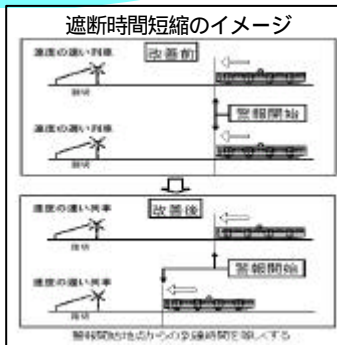 遮断時間短縮のイメージ
改善前
速度の速い列車
踏切
警報開始
速度の遅い列車
踏切
改善後
速度の速い列車
踏切
警報開始
速度の遅い列車
踏切
警報開始地点からの到達時間を等しくする